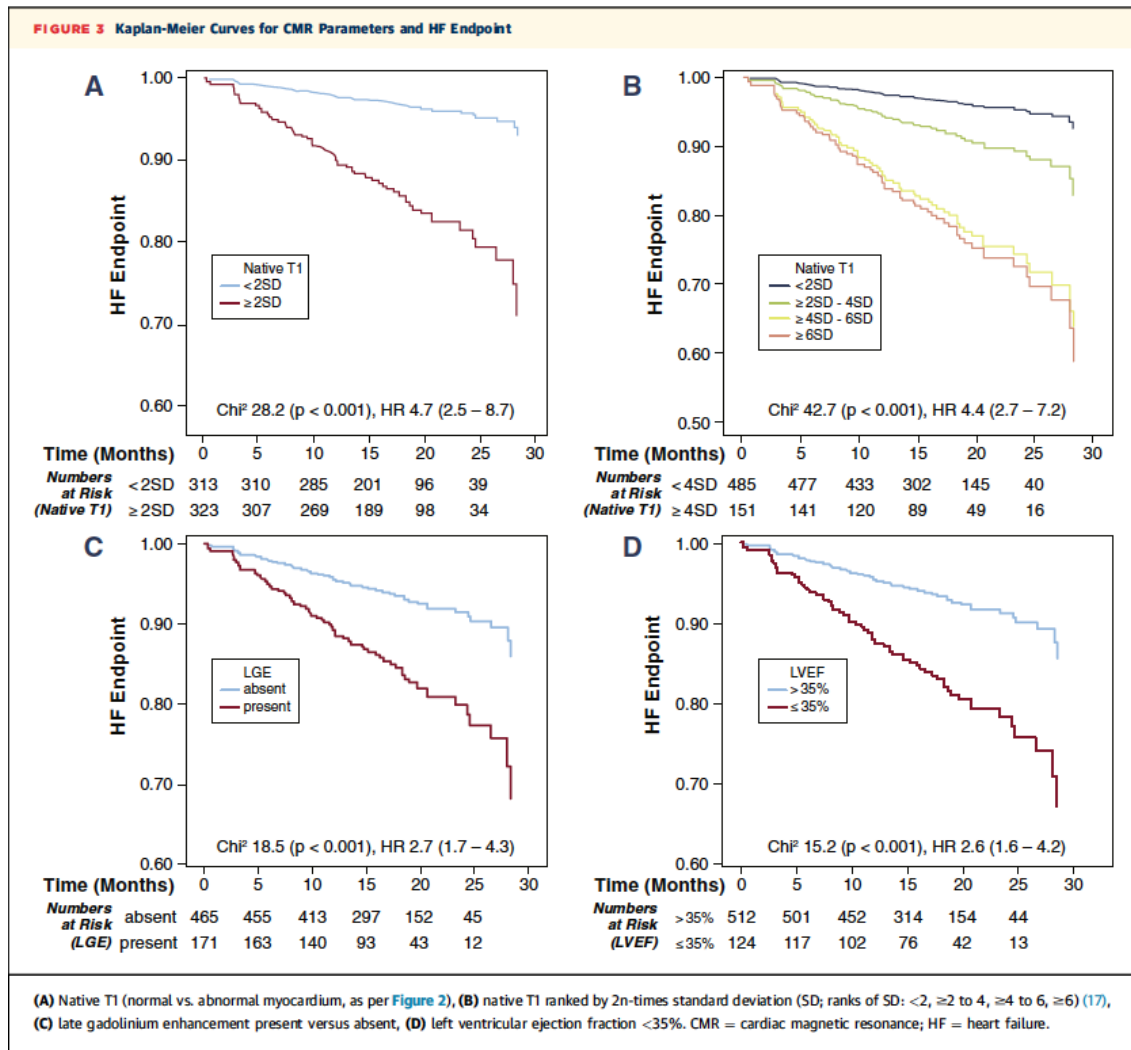 FIGURE 3 Kaplan-Meier Curves for CMR Parameters and HF Endpoint
A
1.00
0.90
0.80
0.70
0.60
HF Endpoint
Native T1
<2SD
≥2SD
Chi² 28.2 (p < 0.001), HR 4.7 (2.5 – 8.7)
Time (Months) 0 5 10 15 20 25 30
Numbers at Risk (Native T1)
<2SD 313 310 285 201 96 39
≥2SD 323 307 269 189 98 34
B
1.00
0.90
0.80
0.70
0.60
0.50
HF Endpoint
Native T1
<2SD
≥2SD - 4SD
≥4SD - 6SD
≥6SD
Chi² 42.7 (p < 0.001), HR 4.4 (2.7 – 7.2)
Time (Months) 0 5 10 15 20 25 30
Numbers at Risk (Native T1)
<4SD 485 477 433 302 145 40
≥4SD 151 141 120 89 49 16
C
1.00
0.90
0.80
0.70
0.60
HF Endpoint
LGE
absent
present
Chi² 18.5 (p < 0.001), HR 2.7 (1.7 – 4.3)
Time (Months) 0 5 10 15 20 25 30
Numbers at Risk (LGE)
absent 465 455 413 297 152 45
present 171 163 140 93 43 12
D
1.00
0.90
0.80
0.70
0.60
HF Endpoint
LVEF
>35%
≤35%
Chi² 15.2 (p < 0.001), HR 2.6 (1.6 – 4.2)
Time (Months) 0 5 10 15 20 25 30
Numbers at Risk (LVEF)
>35% 512 501 452 314 154 44
≤35% 124 117 102 76 42 13
(A) Native T1 (normal vs. abnormal myocardium, as per Figure 2), (B) native T1 ranked by 2n-times standard deviation (SD; ranks of SD: <2, ≥2 to 4, ≥4 to 6, ≥6) (17),
(C) late gadolinium enhancement present versus absent, (D) left ventricular ejection fraction <35%. CMR = cardiac magnetic resonance; HF = heart failure.